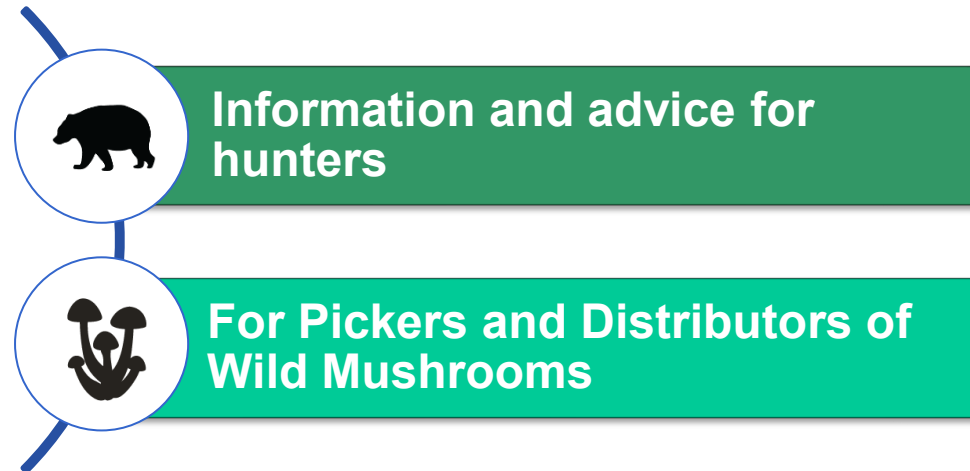 Information and advice for
hunters
For Pickers and Distributors of
Wild Mushrooms